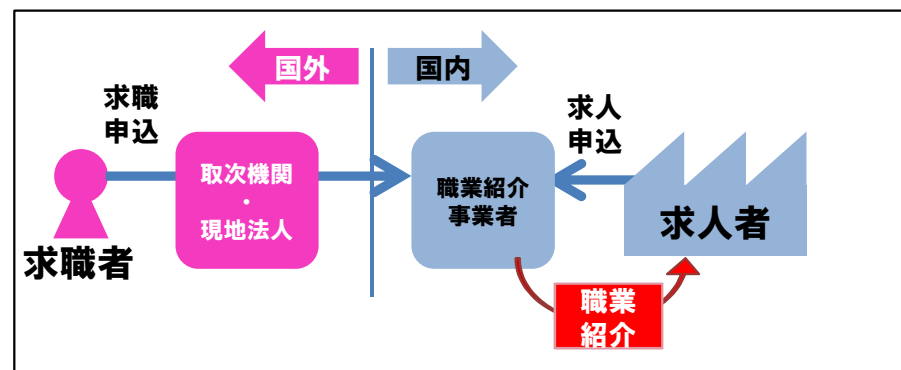 国外
国内
求職
申込
求人
申込
取次機関
・
現地法人
職業紹介
事業者
求人者
求職者
職業
紹介